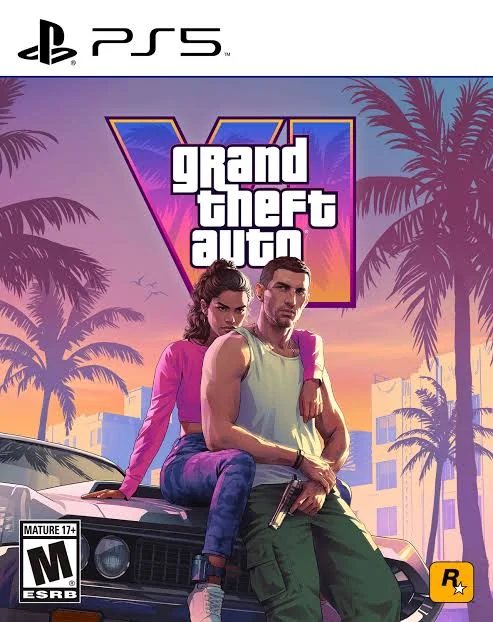 PS5
VI
grand
theft
auto
MATURE 17+
M
ESRB
R